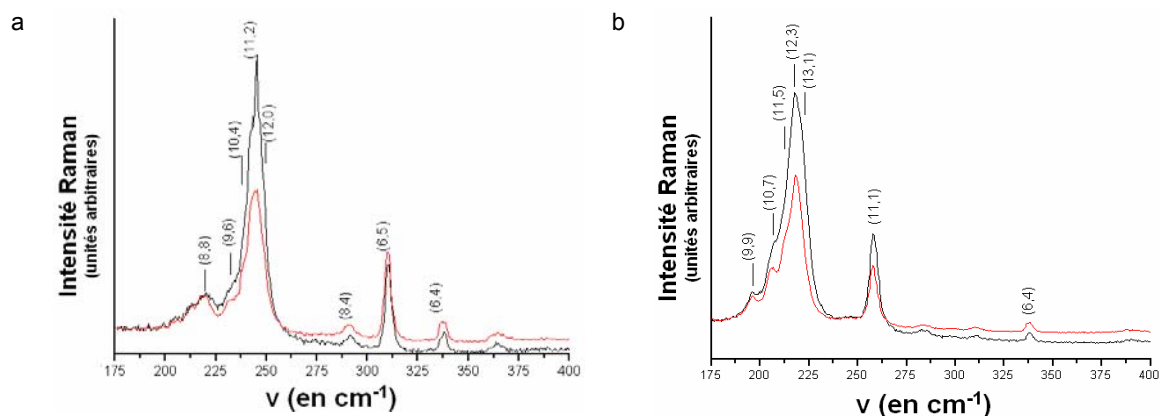 a
Intensité Raman
(unités arbitraires)
(8,8)
(9,6)
(10,4)
(11,2)
(12,0)
(8,4)
(6,5)
(6,4)
175 200 225 250 275 300 325 350 375 400
ν (en cm⁻¹)
b
Intensité Raman
(unités arbitraires)
(9,9)
(10,7)
(11,5)
(12,3)
(13,1)
(11,1)
(6,4)
175 200 225 250 275 300 325 350 375 400
ν (en cm⁻¹)